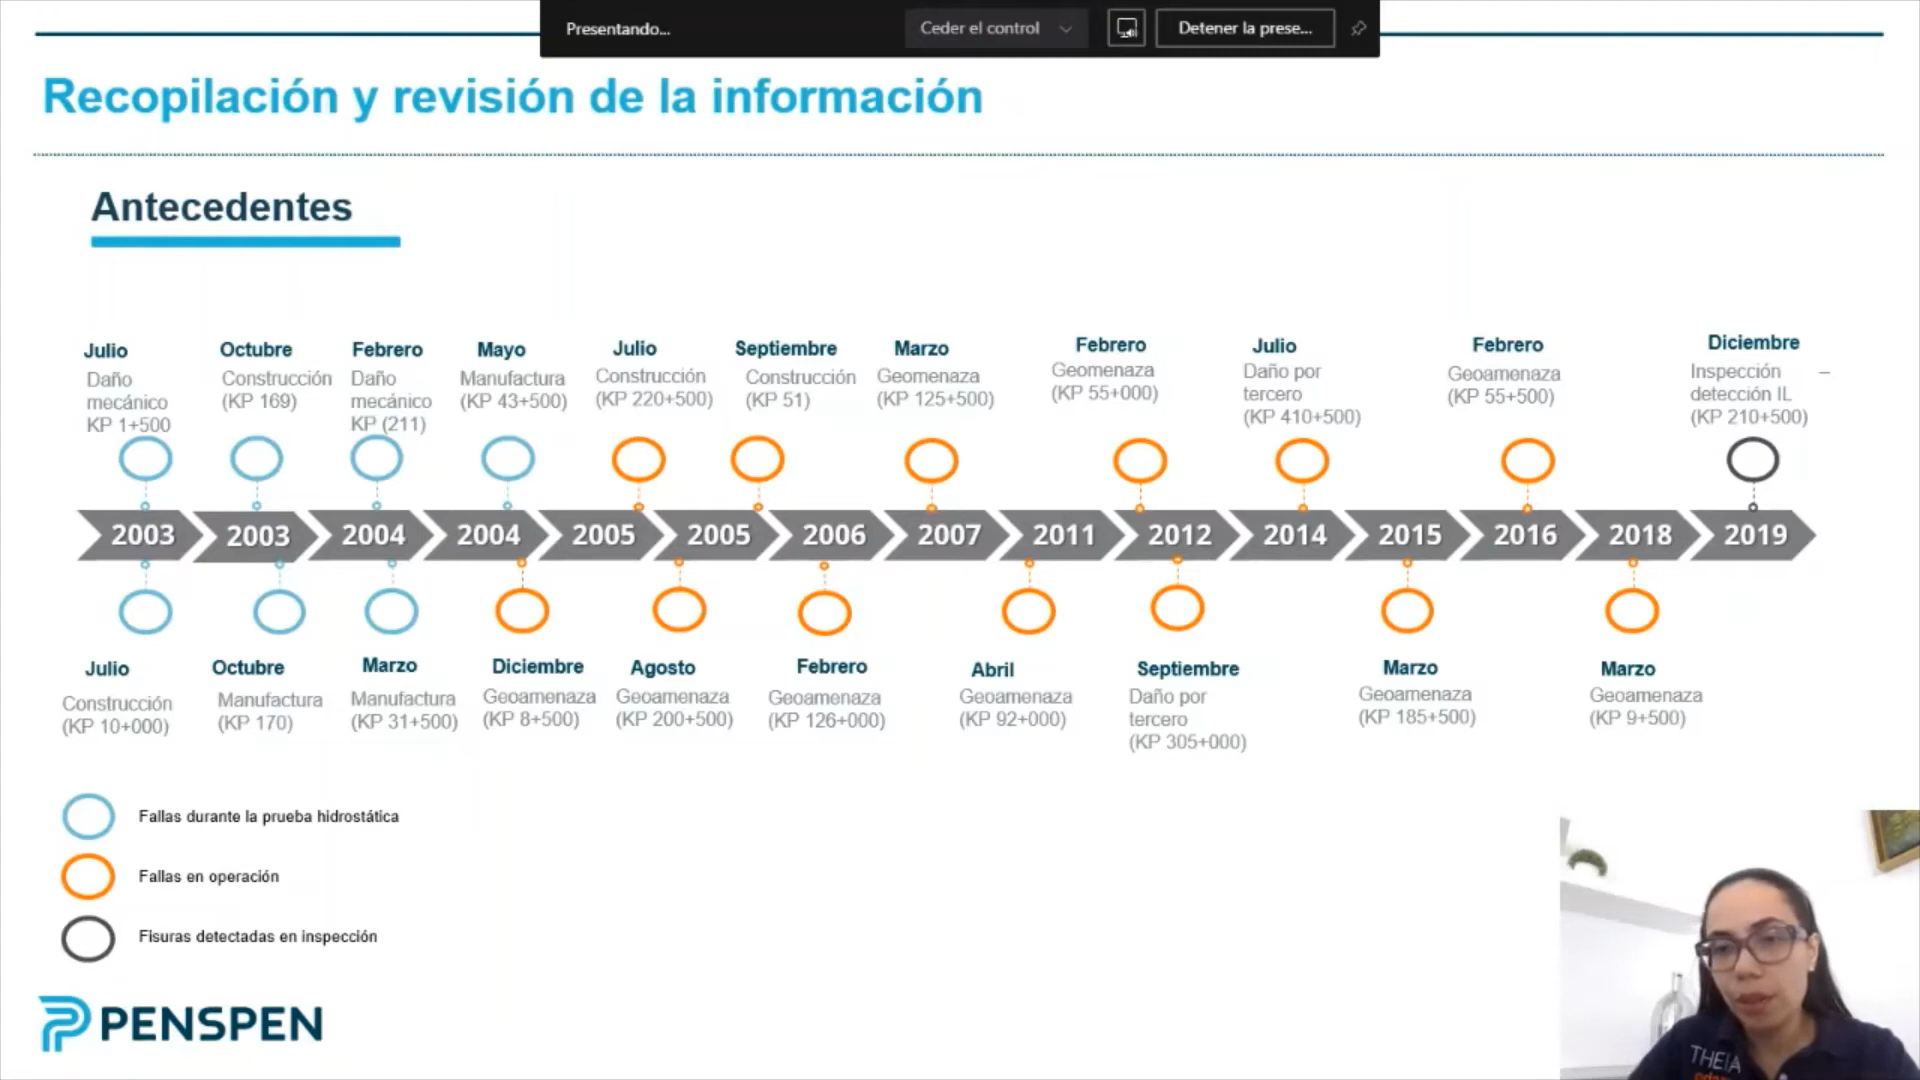 Presentando...
Ceder el control
Detener la prese...
Recopilación y revisión de la información
Antecedentes
Julio
Daño
mecánico
KP 1+500
Octubre
Construcción
(KP 169)
Febrero
Daño
mecánico
KP (211)
Mayo
Manufactura
(KP 43+500)
Julio
Construcción
(KP 220+500)
Septiembre
Construcción
(KP 51)
Marzo
Geomenaza
(KP 125+500)
Febrero
Geomenaza
(KP 55+000)
Julio
Daño por
tercero
(KP 410+500)
Febrero
Geoamenaza
(KP 55+500)
Diciembre
Inspección –
detección IL
(KP 210+500)
2003 2003 2004 2004 2005 2005 2006 2007 2011 2012 2014 2015 2016 2018 2019
Julio
Construcción
(KP 10+000)
Octubre
Manufactura
(KP 170)
Marzo
Manufactura
(KP 31+500)
Diciembre
Geoamenaza
(KP 8+500)
Agosto
Geoamenaza
(KP 200+500)
Febrero
Geoamenaza
(KP 126+000)
Abril
Geoamenaza
(KP 92+000)
Septiembre
Daño por
tercero
(KP 305+000)
Marzo
Geoamenaza
(KP 185+500)
Marzo
Geoamenaza
(KP 9+500)
Fallas durante la prueba hidrostática
Fallas en operación
Fisuras detectadas en inspección
PENSPEN
THEIA